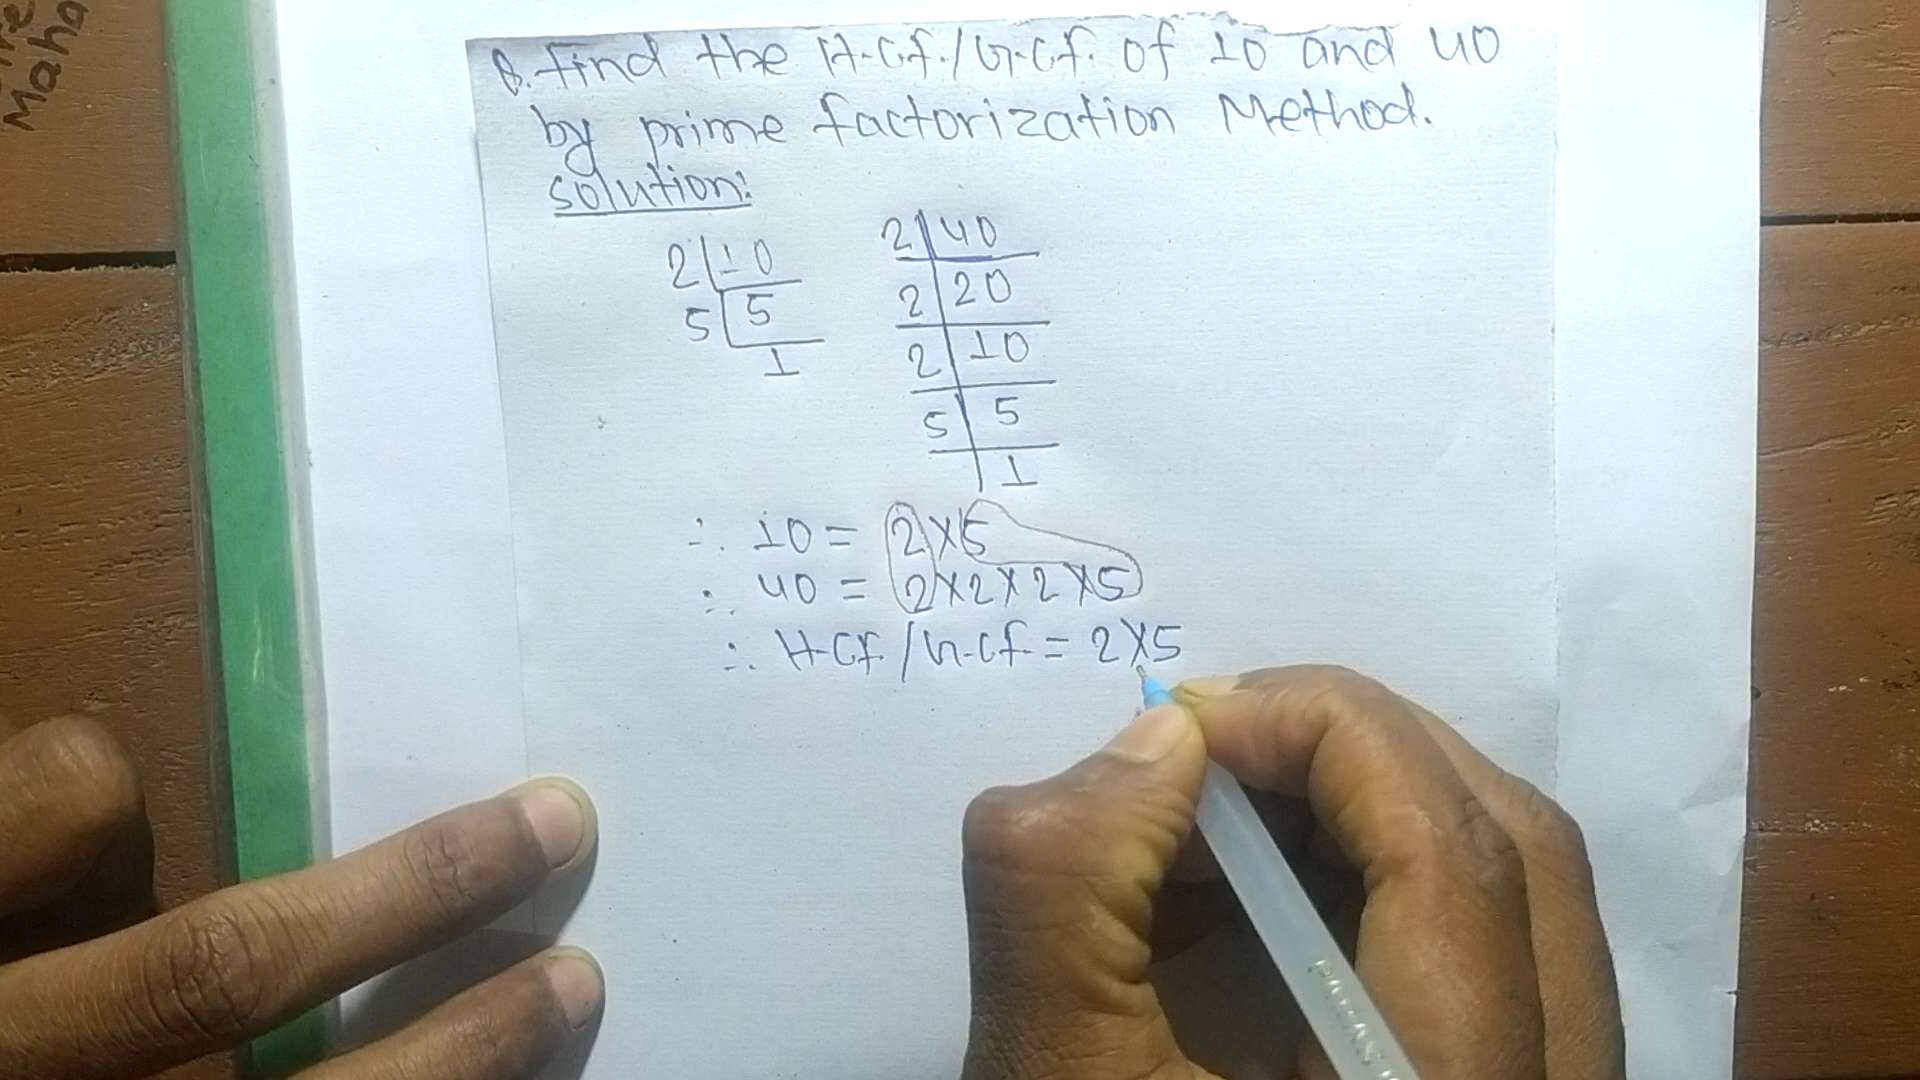 Q. Find the H.C.f./G.C.f. of 10 and 40
by prime factorization Method.
solution:
2 10
5 5
1
2 40
2 20
2 10
5 5
1
∴ 10 = 2×5
∴ 40 = 2×2×2×5
∴ H.C.f/G.C.f = 2×5
Maha